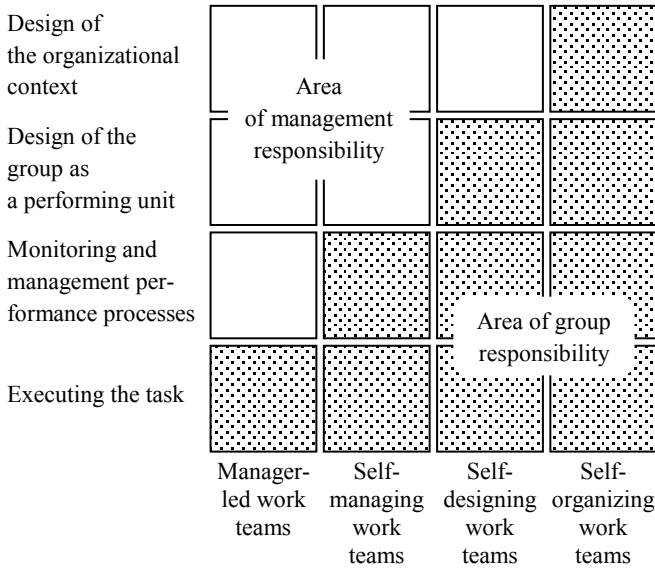 Design of
the organizational
context
Area
of management
responsibility
Design of the
group as
a performing unit
Monitoring and
management per-
formance processes
Area of group
responsibility
Executing the task
Manager-
led work
teams
Self-
managing
work
teams
Self-
designing
work
teams
Self-
organizing
work
teams